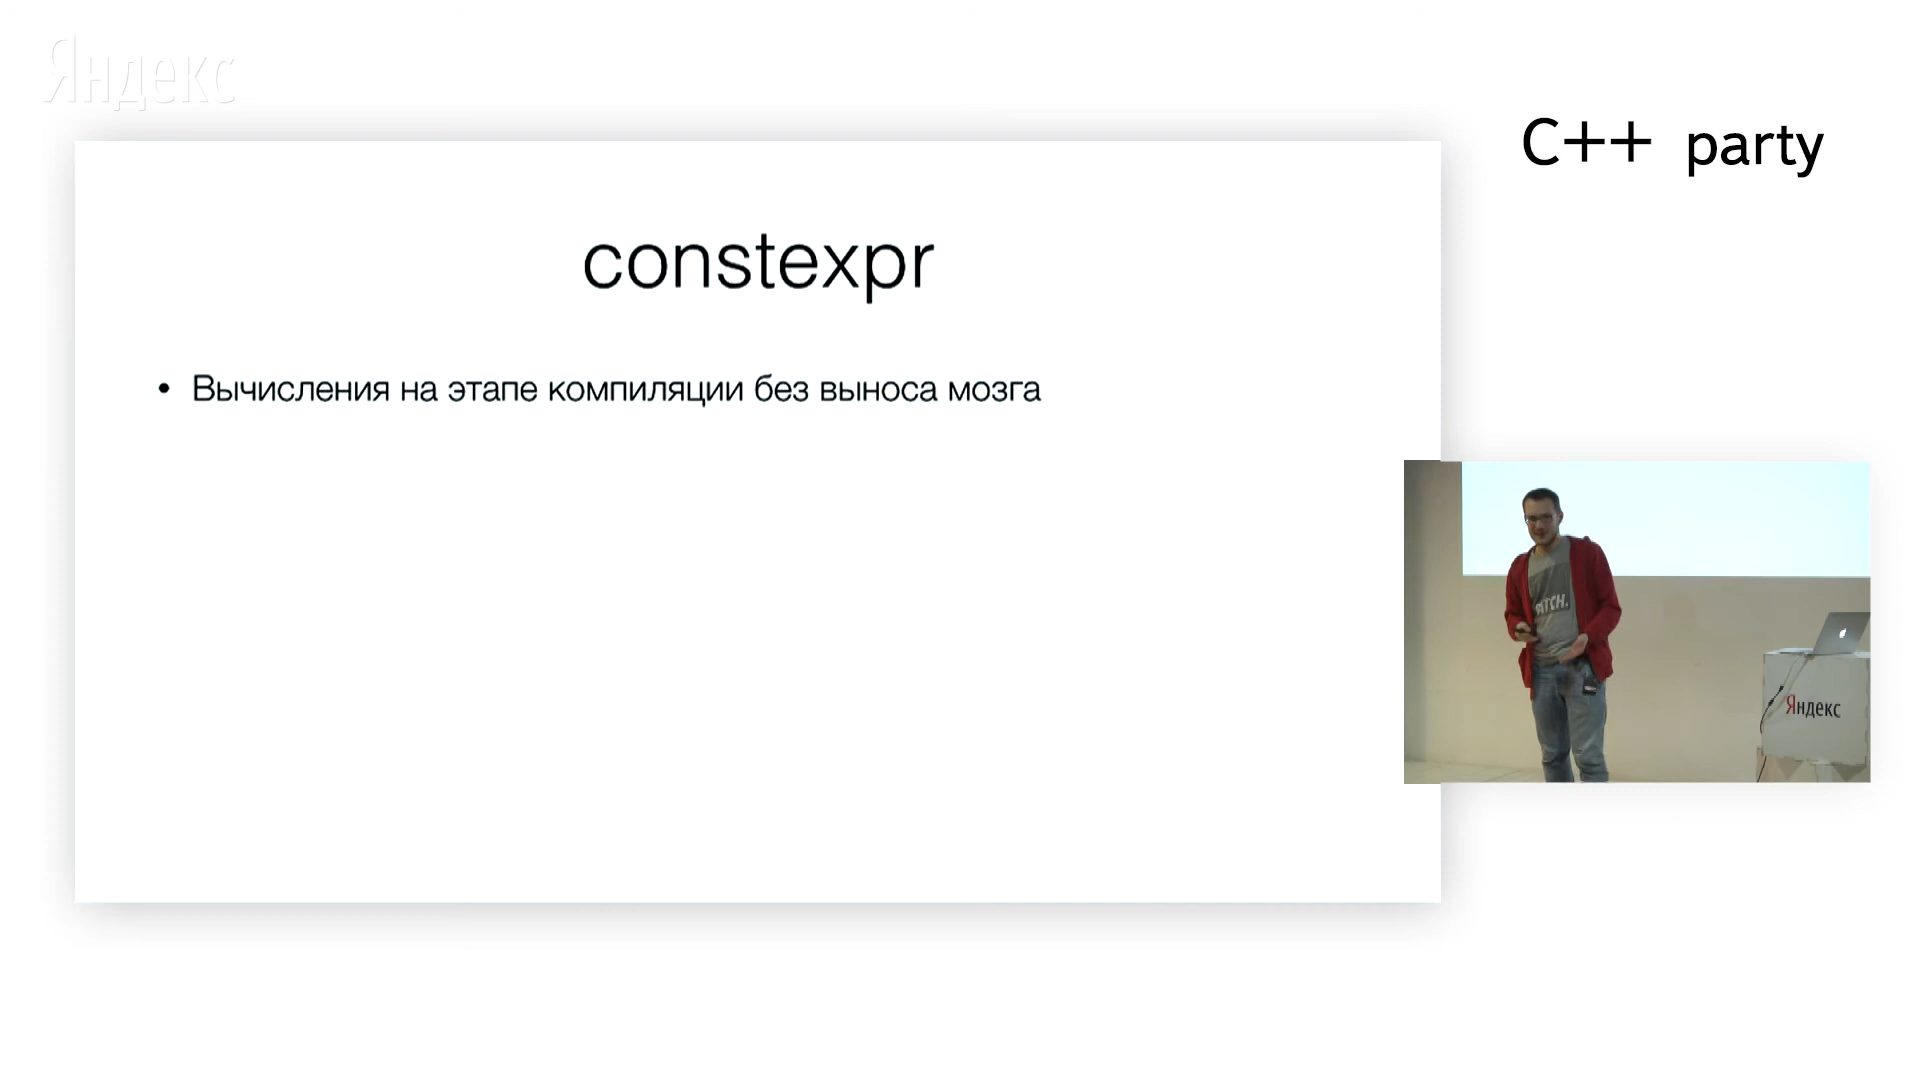 Яндекс
C++ party
constexpr
• Вычисления на этапе компиляции без выноса мозга
Яндекс